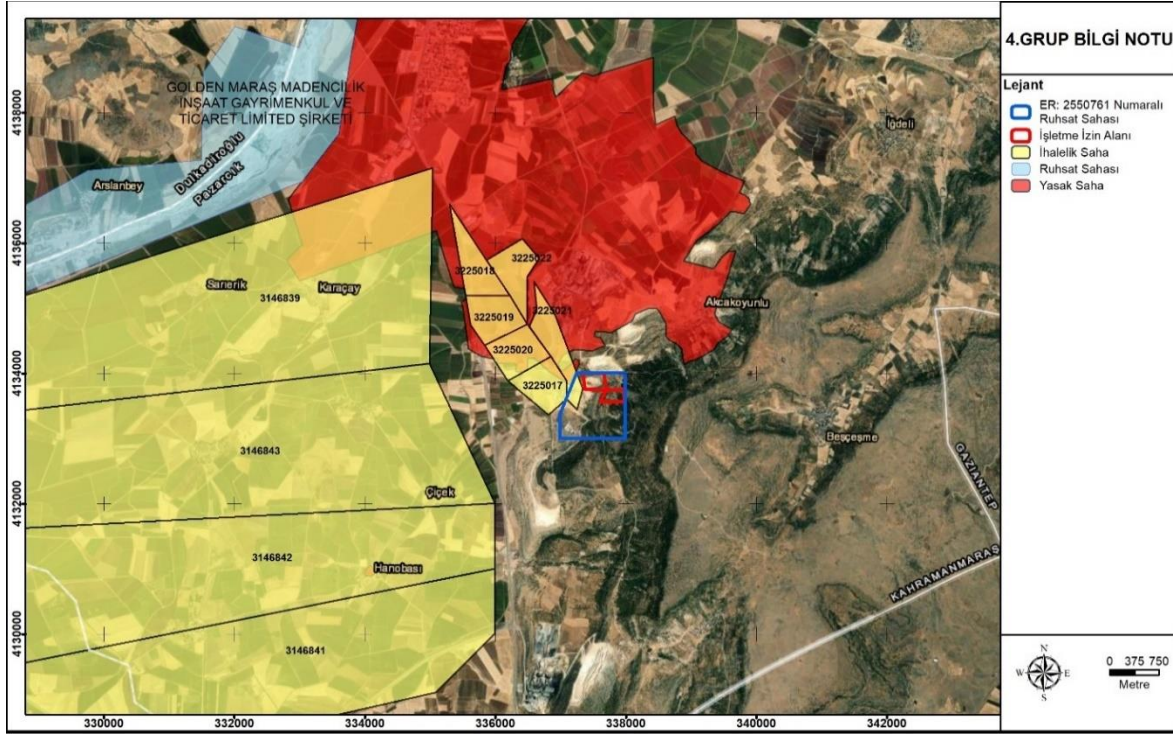 4.GRUP BİLGİ NOTU
Lejant
ER: 2550761 Numaralı
Ruhsat Sahası
İşletme İzin Alanı
İhalelik Saha
Ruhsat Sahası
Yasak Saha
GOLDEN MARAŞ MADENCİLİK
İNŞAAT GAYRİMENKUL VE
TİCARET LİMİTED ŞİRKETİ
Dulkadiroğlu
Pazarcık
Arslanbey
İğdeli
Sarıerik
Karaçay
3146839
3225018
3225022
3225019
3225021
3225020
3225017
Akcakoyunlu
Beşçeşme
3146843
Çiçek
3146842
Hanobası
3146841
GAZİANTEP
KAHRAMANMARAŞ
4138000
4136000
4134000
4132000
4130000
330000
332000
334000
336000
338000
340000
342000
N
W
E
S
0 375 750
Metre